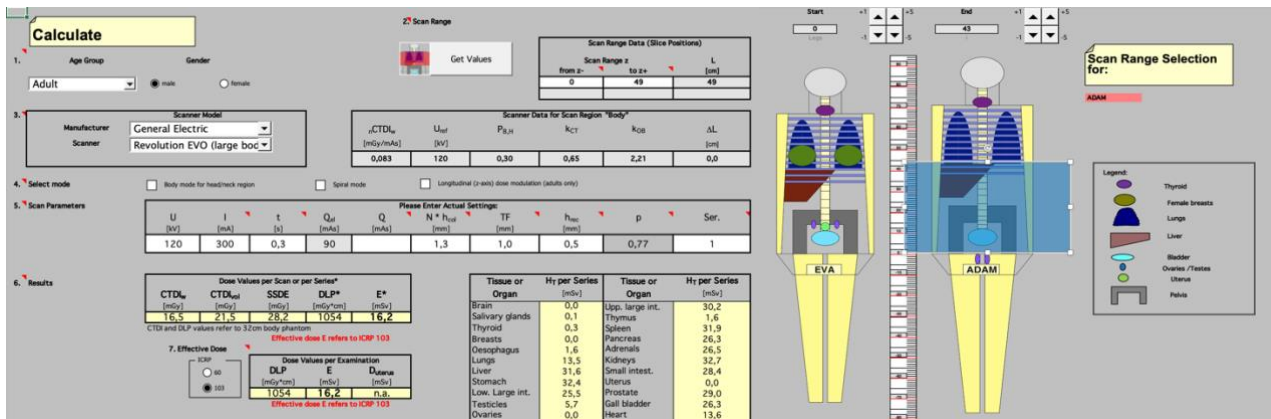 Calculate
1. Age Group Gender
Adult male female
2. Scan Range
Get Values
Scan Range Data (Slice Positions)
Scan Range z L
from z- to z+ [cm]
0 49 49
3. Scanner Model
Manufacturer General Electric
Scanner Revolution EVO (large bod
Scanner Data for Scan Region "Body"
nCTDIw Uref PB,H kCT kOB ΔL
[mGy/mAs] [kV] [cm]
0,083 120 0,30 0,65 2,21 0,0
4. Select mode Body mode for head/neck region Spiral mode Longitudinal (z-axis) dose modulation (adults only)
5. Scan Parameters
Please Enter Actual Settings:
U I t Qel Q N * hcol TF hrec p Ser.
[kV] [mA] [s] [mAs] [mAs] [mm] [mm] [mm]
120 300 0,3 90 1,3 1,0 0,5 0,77 1
6. Results
Dose Values per Scan or per Series*
CTDIw CTDIvol SSDE DLP* E*
[mGy] [mGy] [mGy] [mGy*cm] [mSv]
16,5 21,5 28,2 1054 16,2
CTDI and DLP values refer to 32cm body phantom
Effective dose E refers to ICRP 103
7. Effective Dose
ICRP
60
103
Dose Values per Examination
DLP E Duterus
[mGy*cm] [mSv] [mSv]
1054 16,2 n.a.
Effective dose E refers to ICRP 103
Tissue or HT per Series Tissue or HT per Series
Organ [mSv] Organ [mSv]
Brain 0,0 Upp. large int. 30,2
Salivary glands 0,1 Thymus 1,6
Thyroid 0,3 Spleen 31,9
Breasts 0,0 Pancreas 26,3
Oesophagus 1,6 Adrenals 26,5
Lungs 13,5 Kidneys 32,7
Liver 31,6 Small intest. 28,4
Stomach 32,4 Uterus 0,0
Low. Large int. 25,5 Prostate 29,0
Testicles 5,7 Gall bladder 26,3
Ovaries 0,0 Heart 13,6
Start +1 +5 End +1 +5
0 43
Legs -1 -5 -1 -5
EVA ADAM
Scan Range Selection
for:
ADAM
Legend:
Thyroid
Female breasts
Lungs
Liver
Bladder
Ovaries /Testes
Uterus
Pelvis